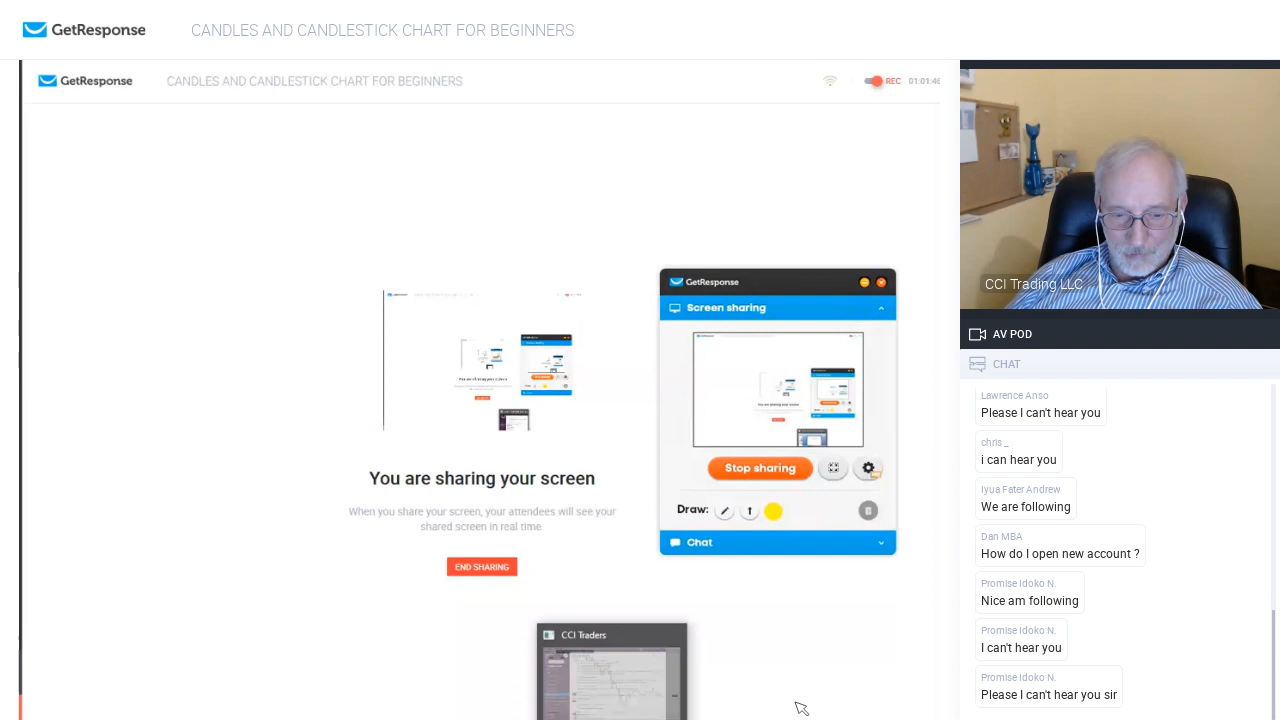 GetResponse
CANDLES AND CANDLESTICK CHART FOR BEGINNERS
GetResponse
CANDLES AND CANDLESTICK CHART FOR BEGINNERS
REC
01:01:46
GetResponse
Screen sharing
Stop sharing
Draw:
Chat
You are sharing your screen
When you share your screen, your attendees will see your
shared screen in real time.
END SHARING
CCI Traders
CCI Trading LLC
AV POD
CHAT
Lawrence Anso
Please I can't hear you
chris _
i can hear you
Iyua Fater Andrew
We are following
Dan MBA
How do I open new account ?
Promise Idoko N.
Nice am following
Promise Idoko N.
I can't hear you
Promise Idoko N.
Please I can't hear you sir